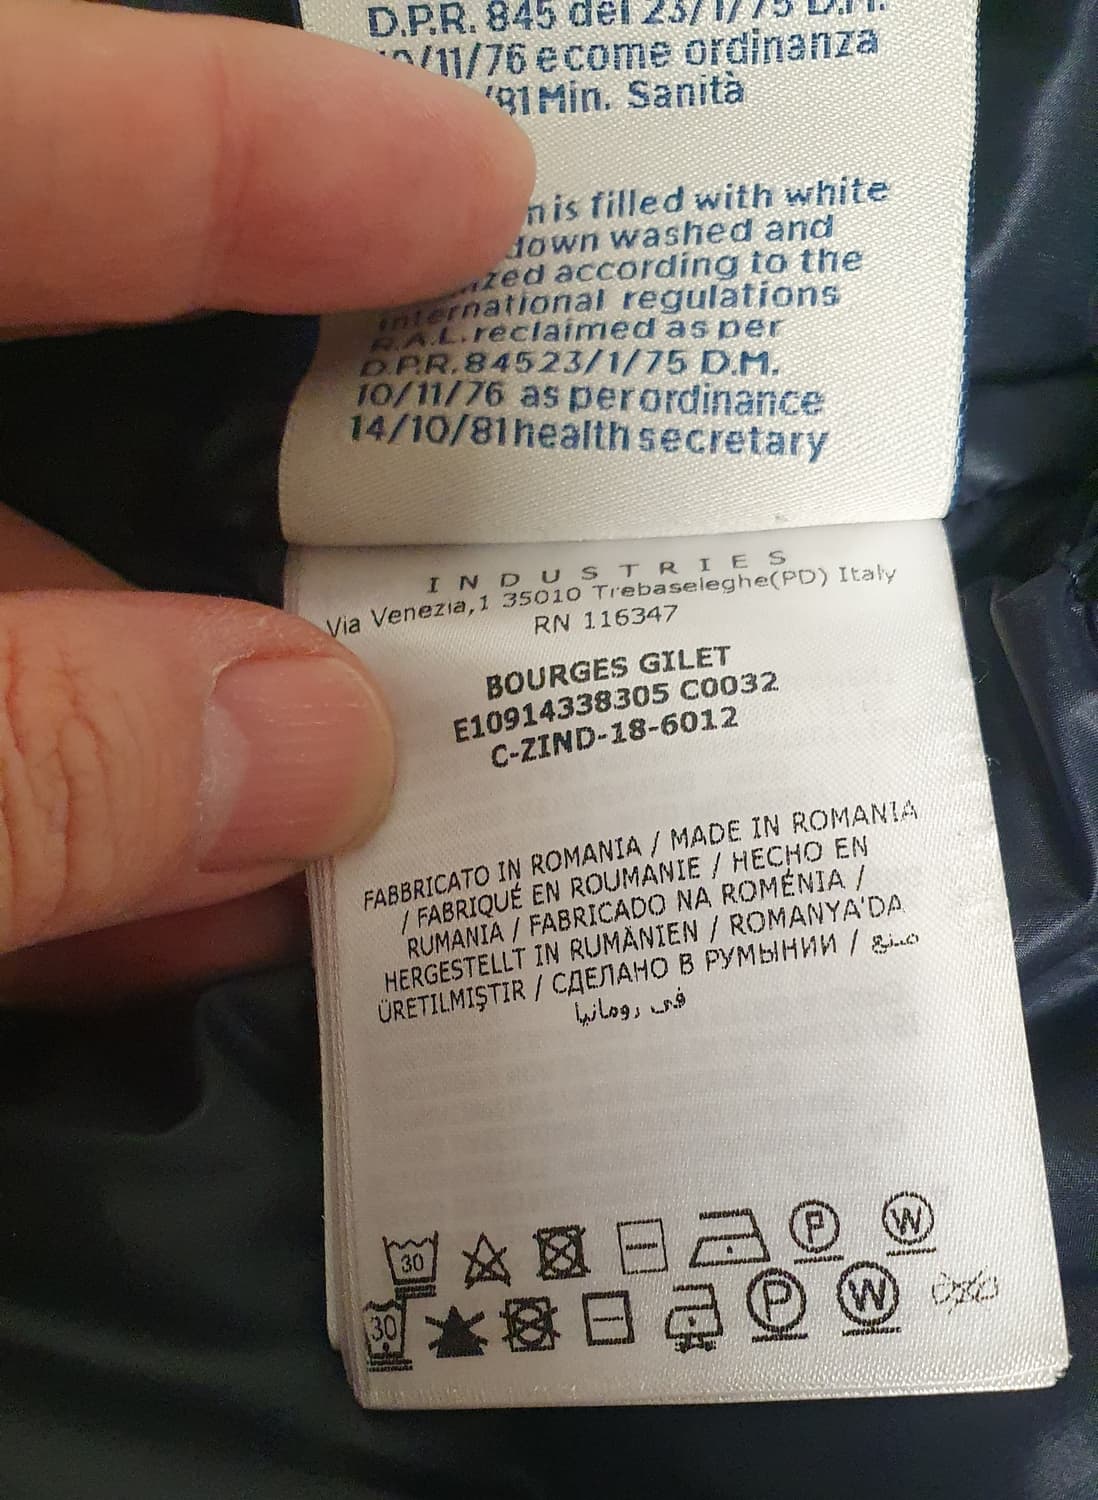 D.P.R. 845 del 23/1/75 D.M.
/11/76 e come ordinanza
/81 Min. Sanità
is filled with white
down washed and
according to the
international regulations
R.A.L. reclaimed as per
D.P.R. 845 23/1/75 D.M.
10/11/76 as per ordinance
14/10/81 health secretary
INDUSTRIES
Via Venezia,1 35010 Trebaseleghe(PD) Italy
RN 116347
BOURGES GILET
E10914338305 C0032
C-ZIND-18-6012
FABBRICATO IN ROMANIA / MADE IN ROMANIA
/ FABRIQUÉ EN ROUMANIE / HECHO EN
RUMANIA / FABRICADO NA ROMÉNIA /
HERGESTELLT IN RUMÄNIEN / ROMANYA'DA
ÜRETILMIŞTIR / СДЕЛАНО В РУМЫНИИ / صنع
في رومانيا
30 P W
30 P W